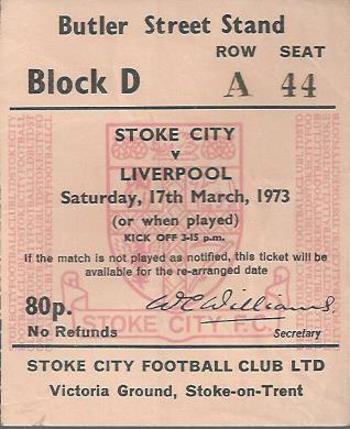 Butler Street Stand
ROW SEAT
Block D A 44
STOKE CITY
v
LIVERPOOL
Saturday, 17th March, 1973
(or when played)
KICK OFF 3-15 p.m.
If the match is not played as notified, this ticket will be
available for the re-arranged date
80p. WC Williams,
No Refunds Secretary
STOKE CITY F.C.
STOKE CITY FOOTBALL CLUB LTD
Victoria Ground, Stoke-on-Trent